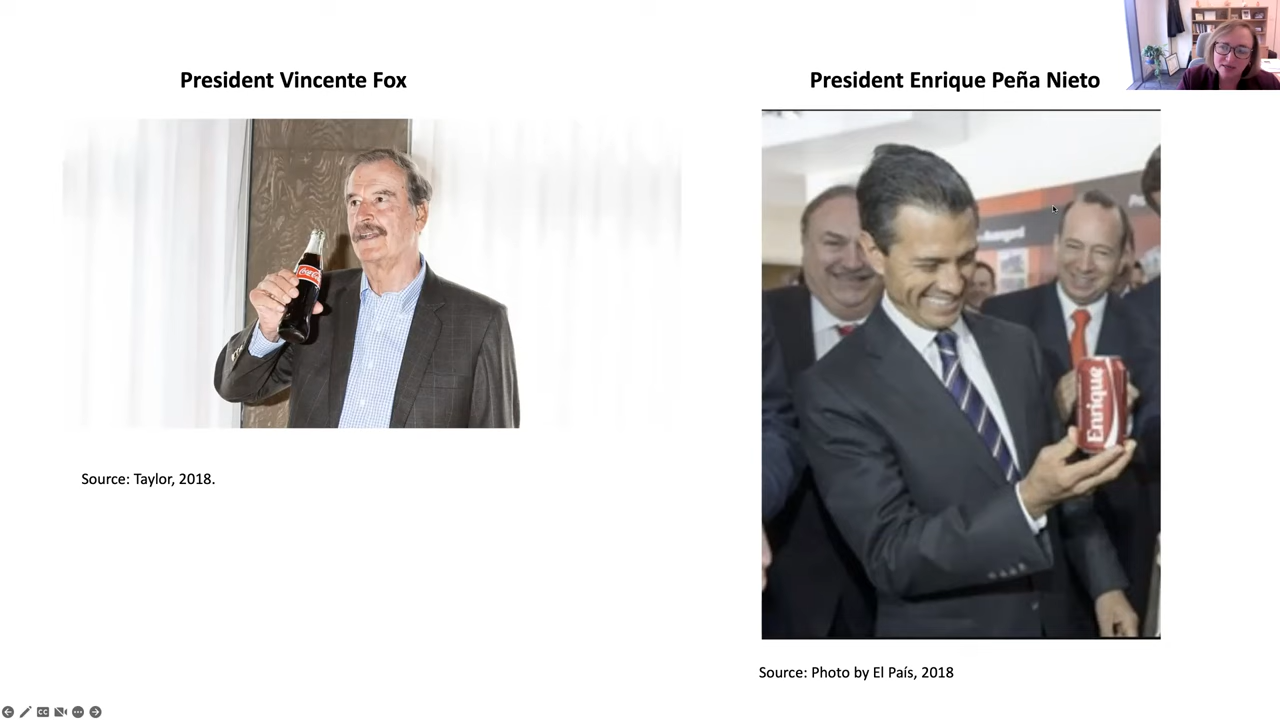 President Vincente Fox
President Enrique Peña Nieto
Coca-Cola
Enrique
Source: Taylor, 2018.
Source: Photo by El País, 2018
CC